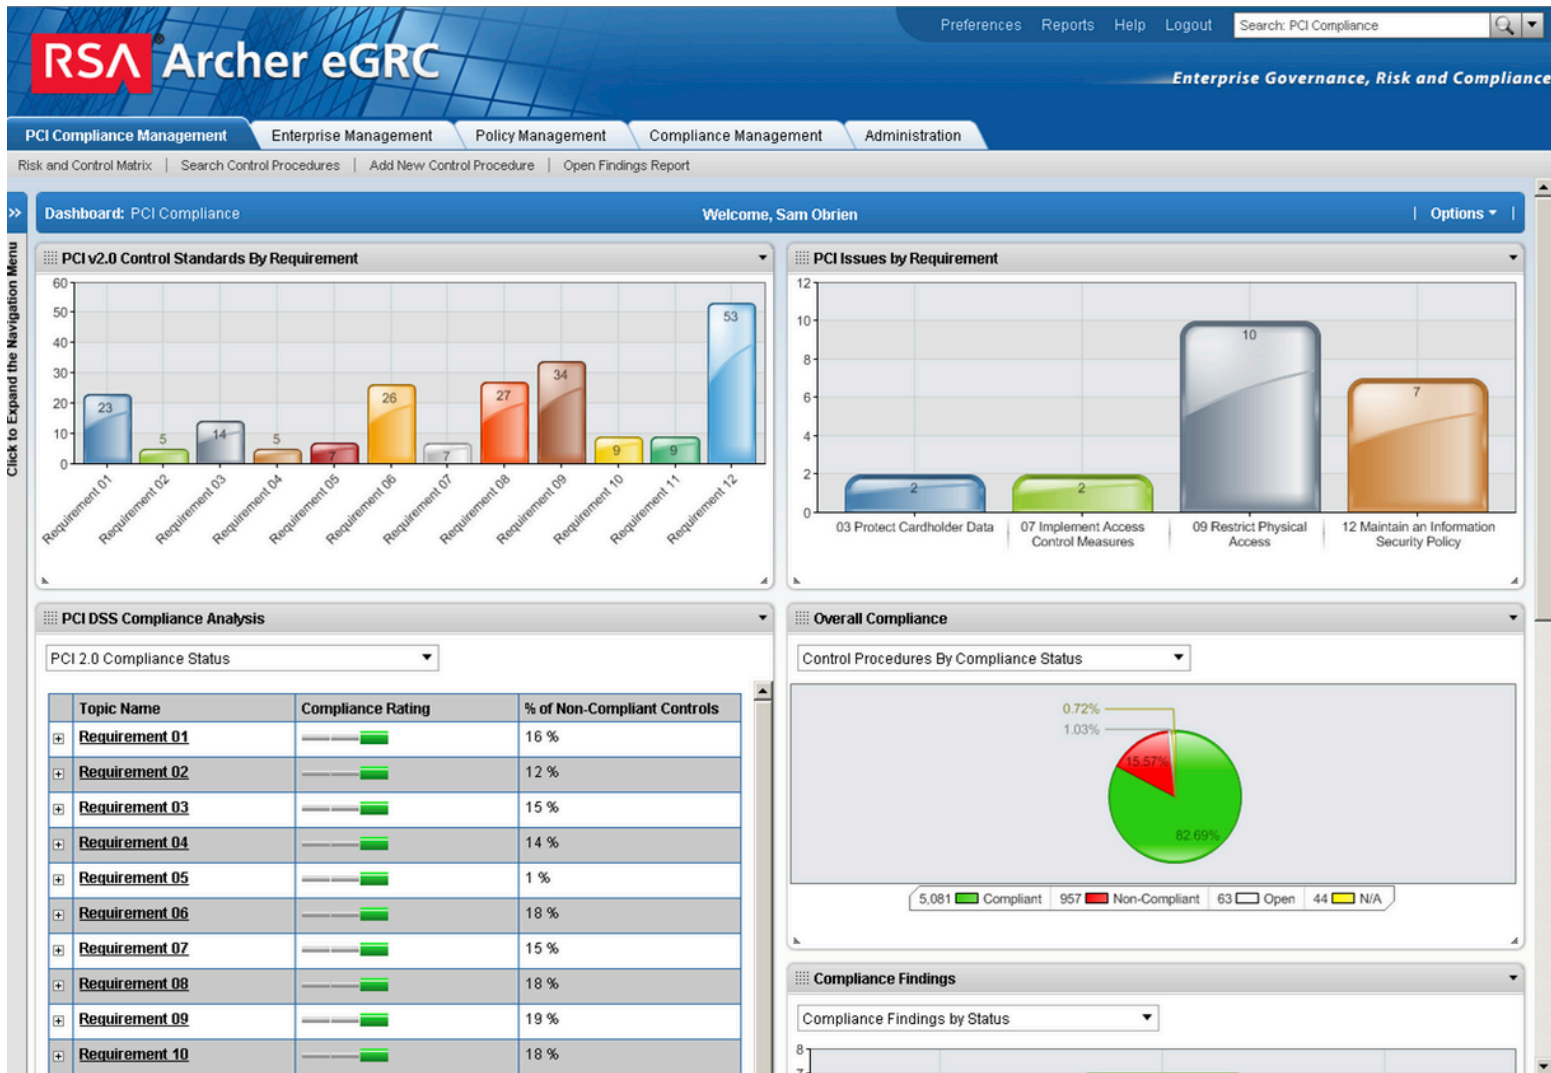 Preferences Reports Help Logout Search: PCI Compliance
RSA Archer eGRC
Enterprise Governance, Risk and Compliance
PCI Compliance Management Enterprise Management Policy Management Compliance Management Administration
Risk and Control Matrix | Search Control Procedures | Add New Control Procedure | Open Findings Report
Click to Expand the Navigation Menu
Dashboard: PCI Compliance Welcome, Sam Obrien | Options |
PCI v2.0 Control Standards By Requirement
60
50
40
30
20
10
0
23 5 14 5 7 26 7 27 34 9 9 53
Requirement 01
Requirement 02
Requirement 03
Requirement 04
Requirement 05
Requirement 06
Requirement 07
Requirement 08
Requirement 09
Requirement 10
Requirement 11
Requirement 12
PCI Issues by Requirement
12
10
8
6
4
2
0
2 2 10 7
03 Protect Cardholder Data
07 Implement Access
Control Measures
09 Restrict Physical
Access
12 Maintain an Information
Security Policy
PCI DSS Compliance Analysis
PCI 2.0 Compliance Status
Topic Name Compliance Rating % of Non-Compliant Controls
Requirement 01 16 %
Requirement 02 12 %
Requirement 03 15 %
Requirement 04 14 %
Requirement 05 1 %
Requirement 06 18 %
Requirement 07 15 %
Requirement 08 18 %
Requirement 09 19 %
Requirement 10 18 %
Overall Compliance
Control Procedures By Compliance Status
0.72%
1.03%
15.57%
82.69%
5,081 Compliant 957 Non-Compliant 63 Open 44 N/A
Compliance Findings
Compliance Findings by Status
8
7